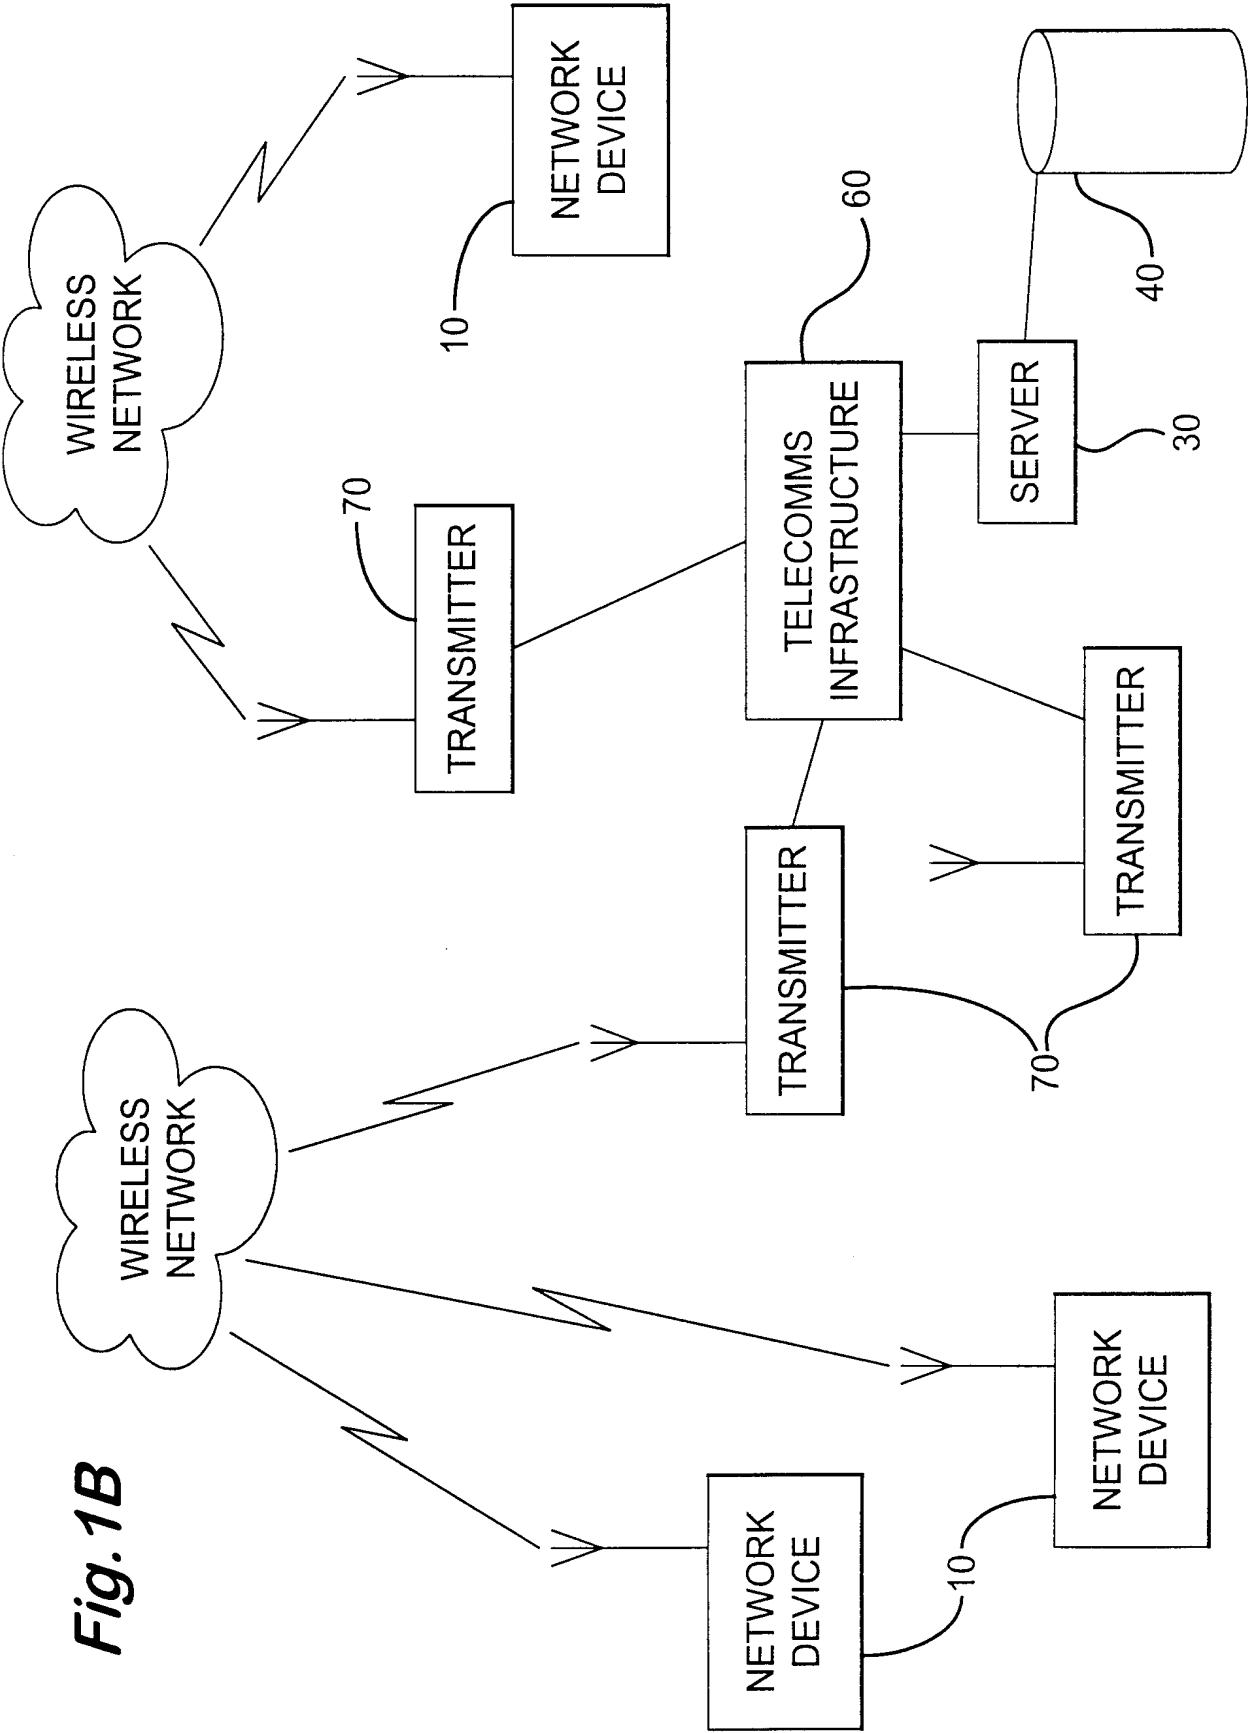 Fig. 1B
WIRELESS
NETWORK
WIRELESS
NETWORK
NETWORK
DEVICE
10
TRANSMITTER
70
NETWORK
DEVICE
10
NETWORK
DEVICE
TRANSMITTER
70
TRANSMITTER
TELECOMMS
INFRASTRUCTURE
60
SERVER
30
40